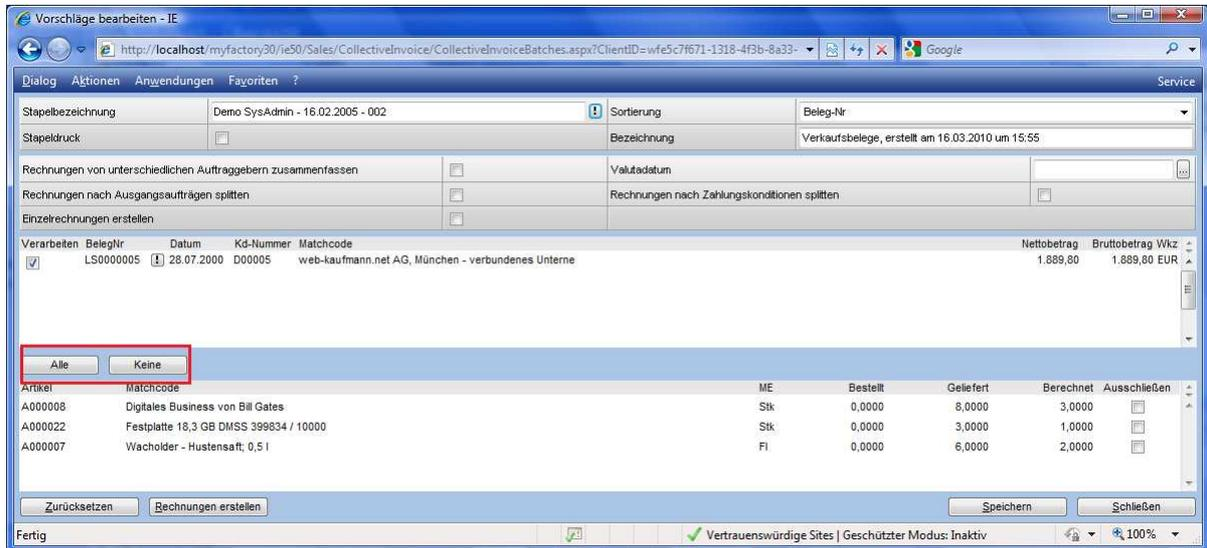 Vorschläge bearbeiten - IE
http://localhost/myfactory30/ie50/Sales/CollectiveInvoice/CollectiveInvoiceBatches.aspx?ClientID=wfe5c7f671-1318-4f3b-8a33- Google
Dialog Aktionen Anwendungen Favoriten ? Service
Stapelbezeichnung Demo SysAdmin - 16.02.2005 - 002 ! Sortierung Beleg-Nr
Stapeldruck Bezeichnung Verkaufsbelege, erstellt am 16.03.2010 um 15:55
Rechnungen von unterschiedlichen Auftraggebern zusammenfassen Valutadatum ...
Rechnungen nach Ausgangsaufträgen splitten Rechnungen nach Zahlungskonditionen splitten
Einzelrechnungen erstellen
Verarbeiten BelegNr Datum Kd-Nummer Matchcode Nettobetrag Bruttobetrag Wkz
LS0000005 ! 28.07.2000 D00005 web-kaufmann.net AG, München - verbundenes Unterne 1.889,80 1.889,80 EUR
Alle Keine
Artikel Matchcode ME Bestellt Geliefert Berechnet Ausschließen
A000008 Digitales Business von Bill Gates Stk 0,0000 8,0000 3,0000
A000022 Festplatte 18,3 GB DMSS 399834 / 10000 Stk 0,0000 3,0000 1,0000
A000007 Wacholder - Hustensaft; 0,5 l Fl 0,0000 6,0000 2,0000
Zurücksetzen Rechnungen erstellen Speichern Schließen
Fertig Vertrauenswürdige Sites | Geschützter Modus: Inaktiv 100%